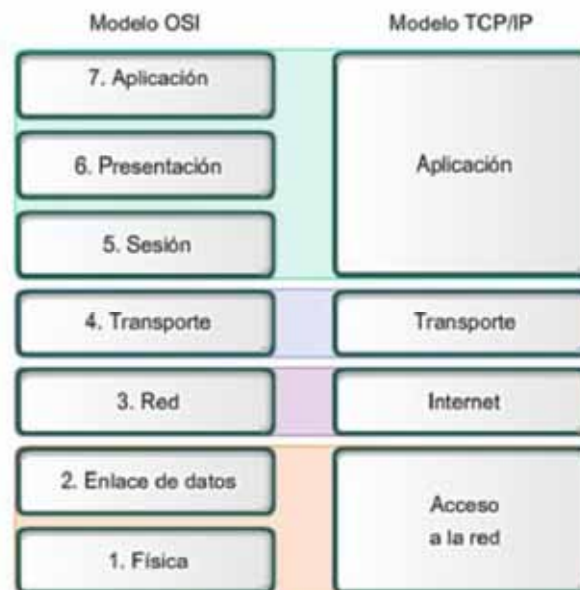 Modelo OSI
Modelo TCP/IP
7. Aplicación
6. Presentación
5. Sesión
Aplicación
4. Transporte
Transporte
3. Red
Internet
2. Enlace de datos
1. Física
Acceso
a la red